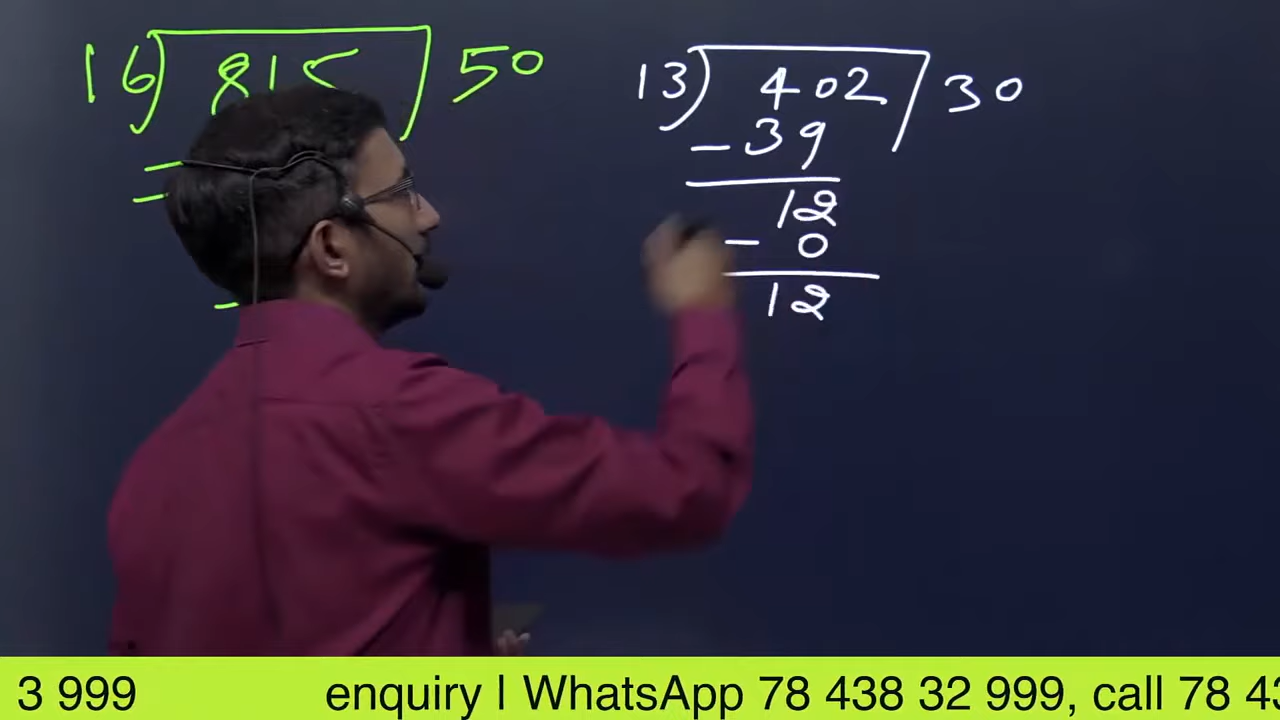 16) 815 ) 50
13) 402 ) 30
- 39
12
- 0
12
3 999 enquiry | WhatsApp 78 438 32 999, call 78 43